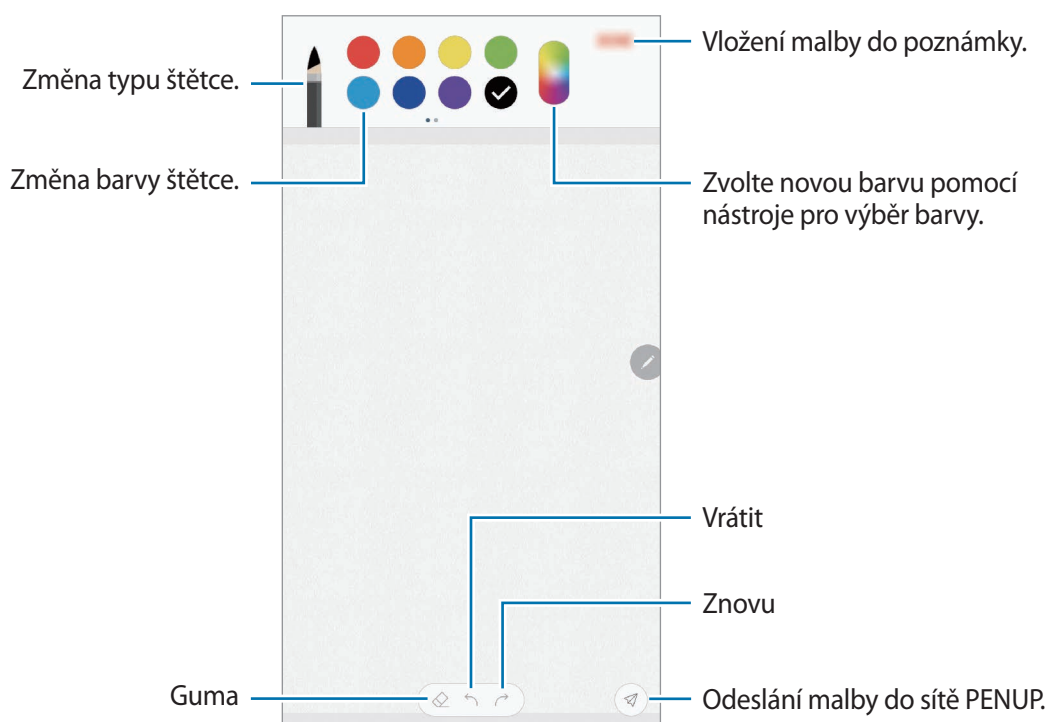 Vložení malby do poznámky.
Změna typu štětce.
Změna barvy štětce.
Zvolte novou barvu pomocí
nástroje pro výběr barvy.
Vrátit
Znovu
Guma
Odeslání malby do sítě PENUP.